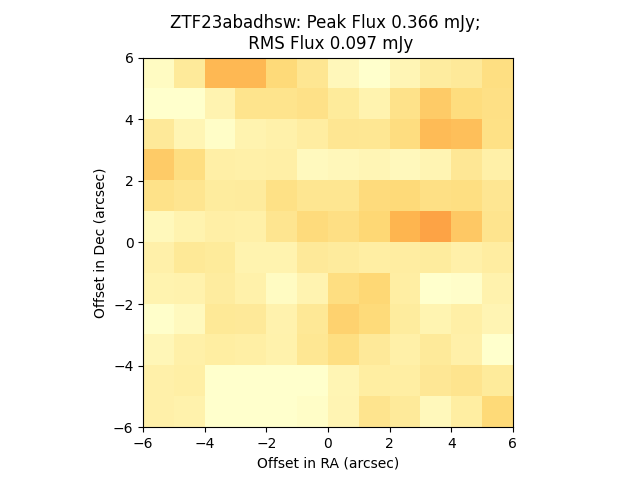 ZTF23abadhsw: Peak Flux 0.366 mJy;
RMS Flux 0.097 mJy
6
4
2
0
−2
−4
−6
Offset in Dec (arcsec)
−6 −4 −2 0 2 4 6
Offset in RA (arcsec)